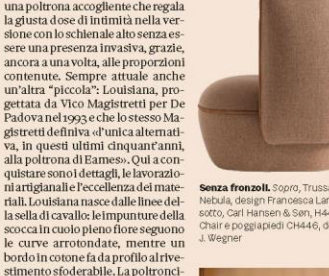 una poltrona accogliente che regala
la giusta dose di intimità nella ver-
sione con lo schienale alto senza es-
sere una presenza invasiva, grazie,
ancora a una volta, alle proporzioni
contenute. Sempre attuale anche
un'altra "piccola": Louisiana, pro-
gettata da Vico Magistretti per De
Padova nel 1993 e che lo stesso Ma-
gistretti definiva «l'unica alternati-
va, in questi ultimi cinquant'anni,
alla poltrona di Eames». Qui a con-
quistare sono i dettagli, le lavorazio-
ni artigianali e l'eccellenza dei mate-
riali. Louisiana nasce dalle linee del-
la sella di cavallo: le impunture della
scocca in cuoio pieno fiore seguono
le curve arrotondate, mentre un
bordo in cotone fa da profilo al rive-
stimento sfoderabile. La poltronci-
Senza fronzoli. Sopra, Trussa
Nebula, design Francesca Lar
sotto, Carl Hansen & Søn, H44
Chair e poggiapiedi CH446, d
J. Wegner